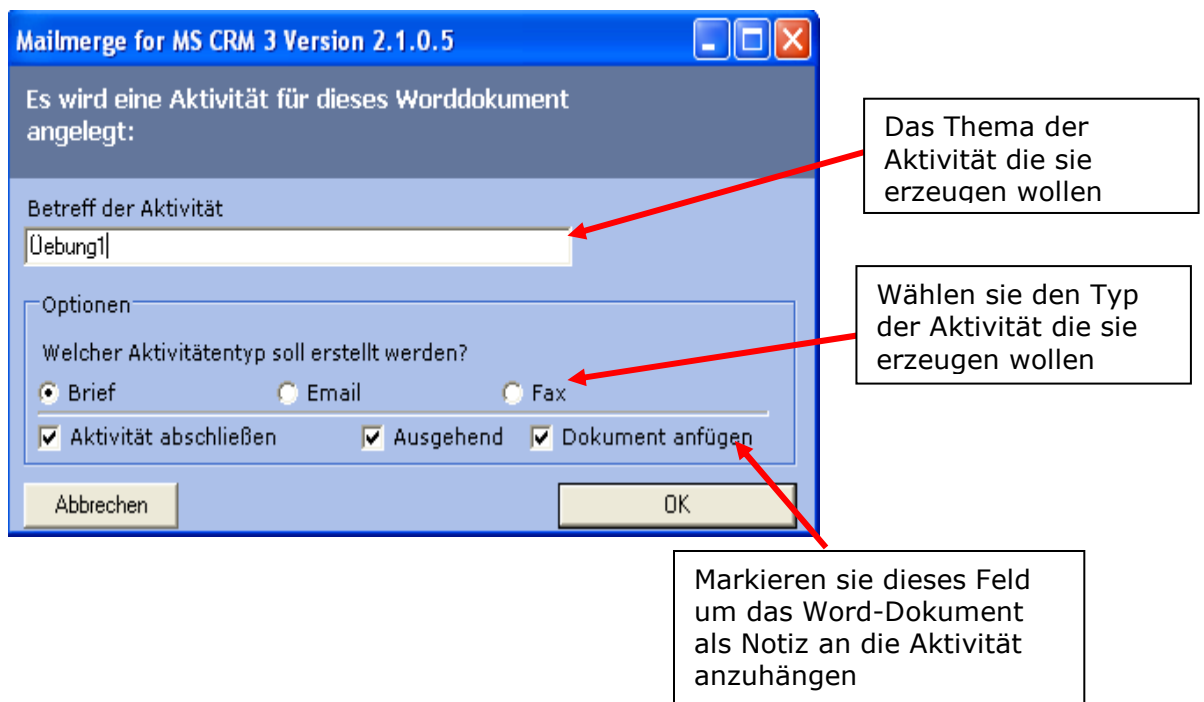 Mailmerge for MS CRM 3 Version 2.1.0.5
Es wird eine Aktivität für dieses Worddokument
angelegt:
Betreff der Aktivität
Üebung1
Optionen
Welcher Aktivitätentyp soll erstellt werden?
Brief Email Fax
Aktivität abschließen Ausgehend Dokument anfügen
Abbrechen OK
Das Thema der
Aktivität die sie
erzeugen wollen
Wählen sie den Typ
der Aktivität die sie
erzeugen wollen
Markieren sie dieses Feld
um das Word-Dokument
als Notiz an die Aktivität
anzuhängen